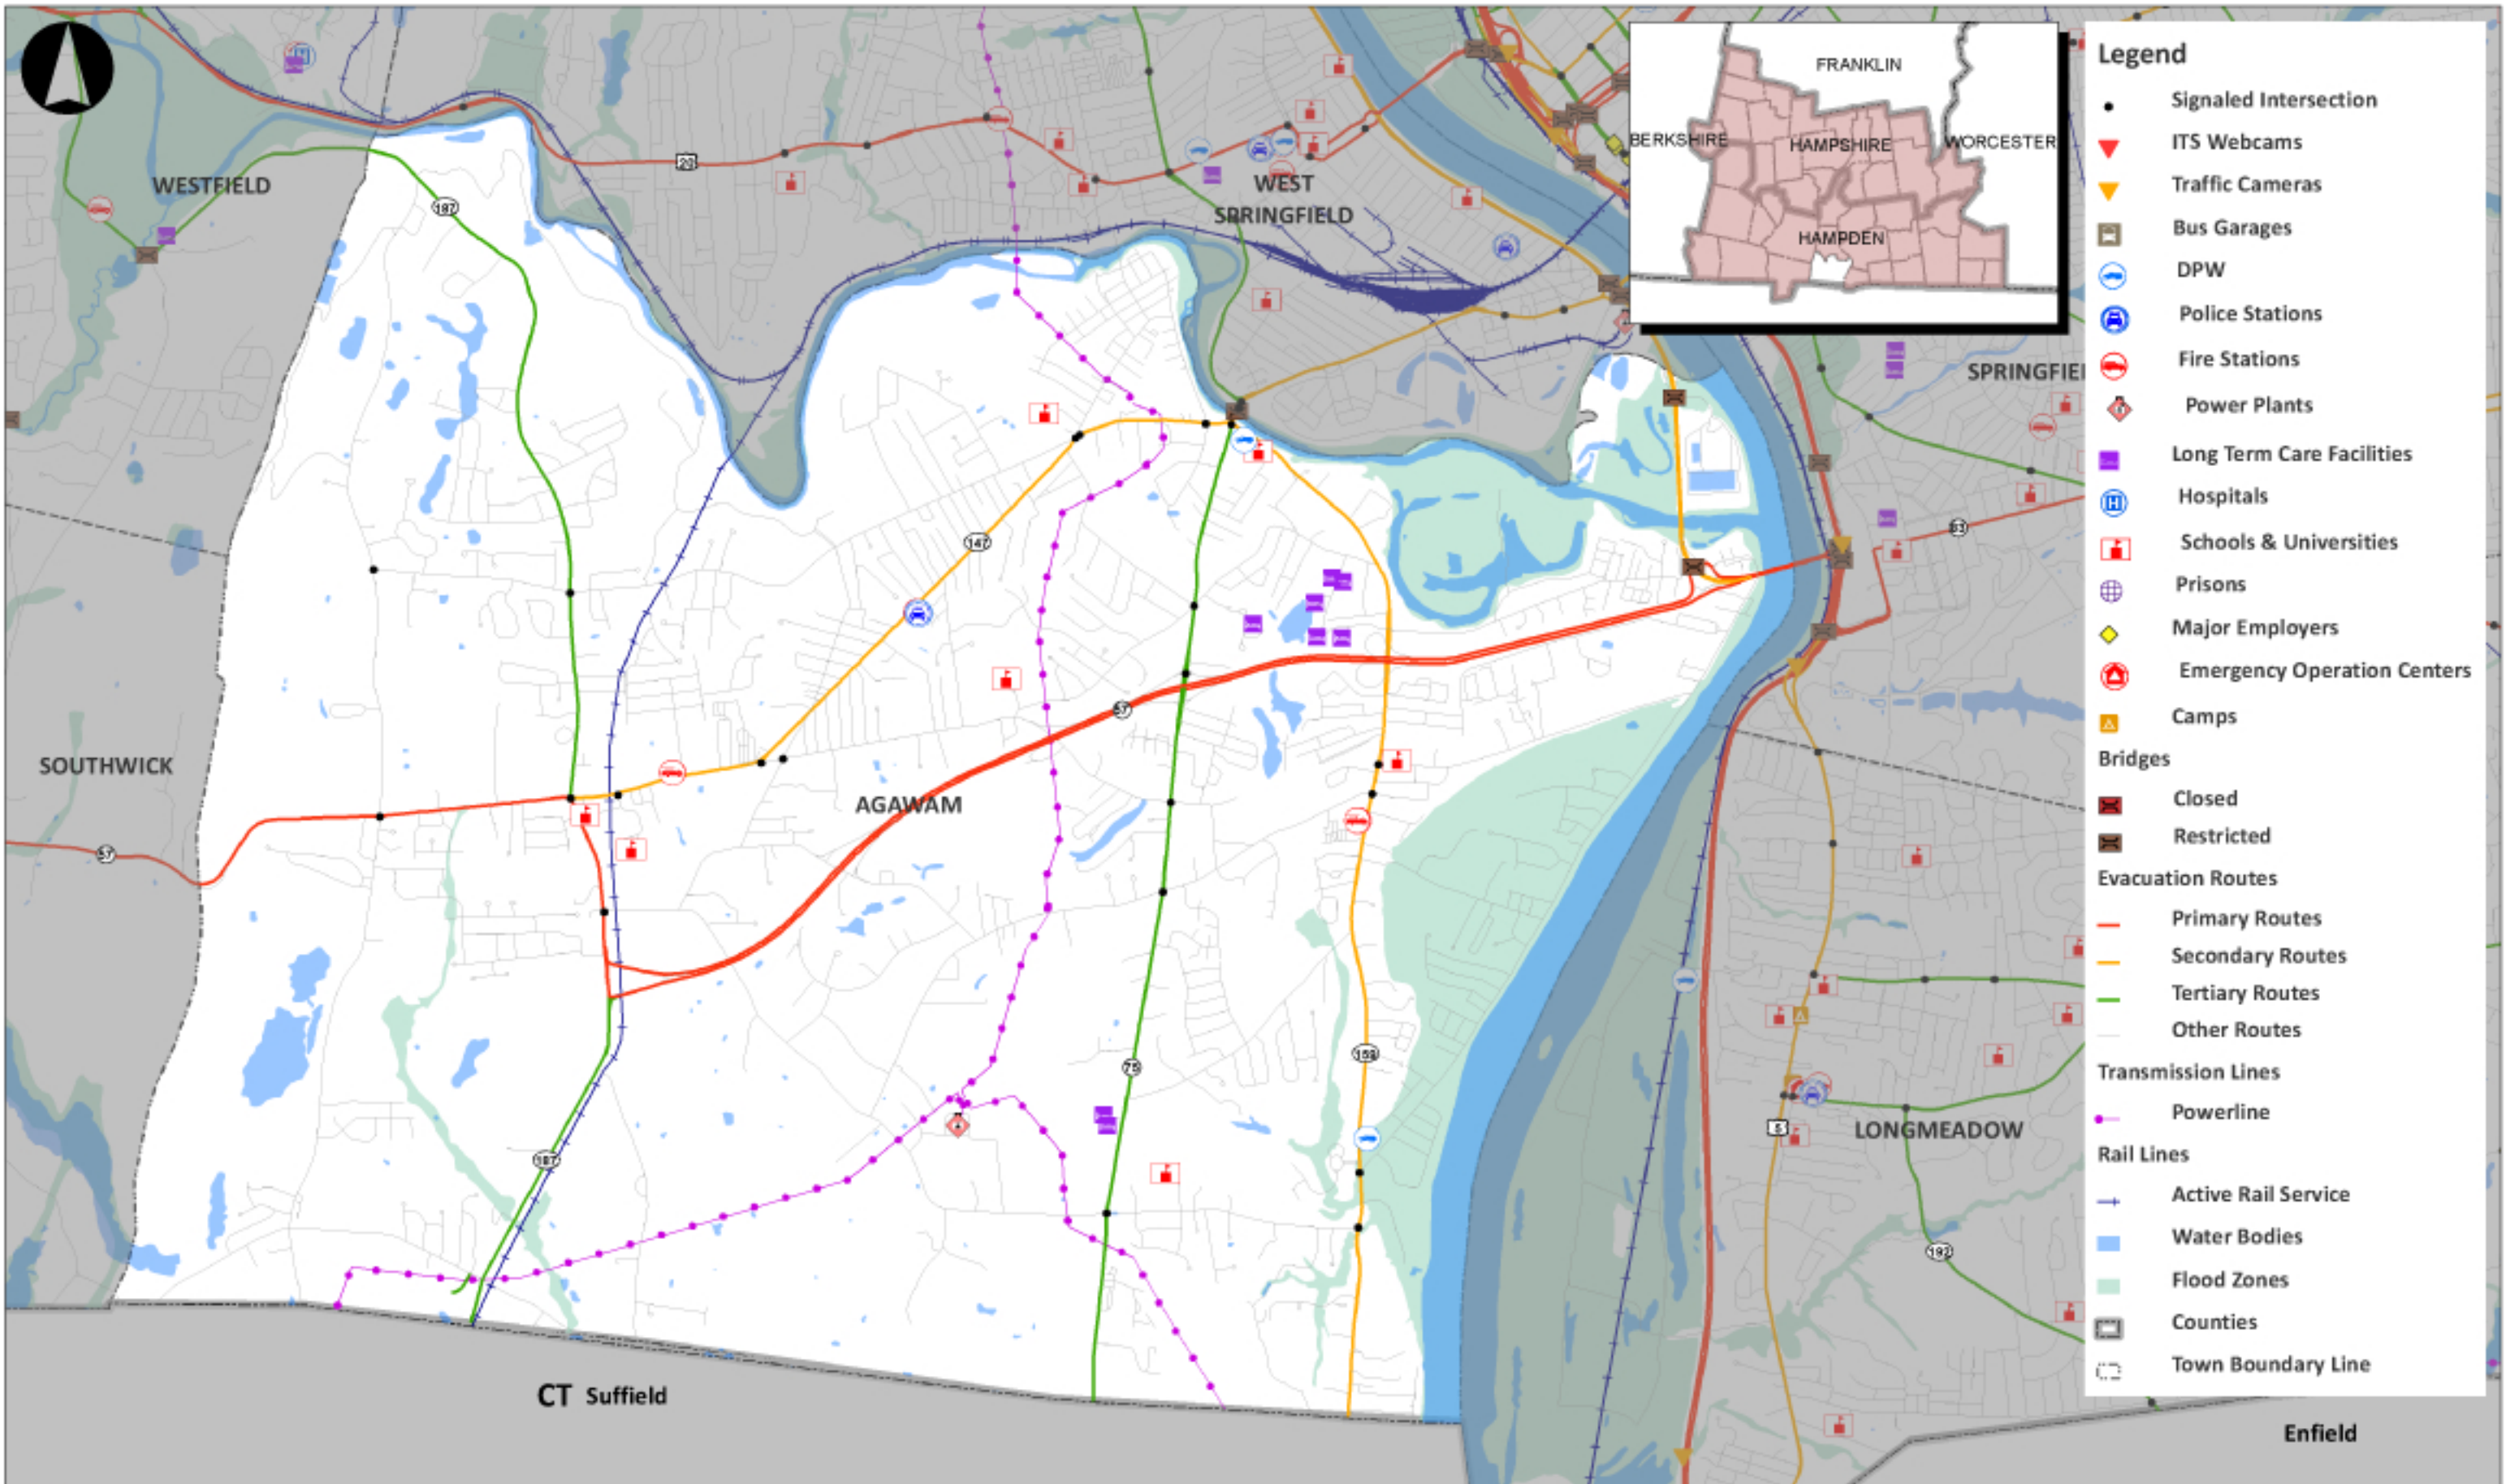 FRANKLIN
BERKSHIRE
HAMPSHIRE
WORCESTER
HAMPDEN
20
WESTFIELD
187
WEST
SPRINGFIELD
SPRINGFIE
83
147
SOUTHWICK
57
57
AGAWAM
75
159
187
5
LONGMEADOW
192
CT Suffield
Enfield
Legend
Signaled Intersection
ITS Webcams
Traffic Cameras
Bus Garages
DPW
Police Stations
Fire Stations
Power Plants
Long Term Care Facilities
Hospitals
Schools & Universities
Prisons
Major Employers
Emergency Operation Centers
Camps
Bridges
Closed
Restricted
Evacuation Routes
Primary Routes
Secondary Routes
Tertiary Routes
Other Routes
Transmission Lines
Powerline
Rail Lines
Active Rail Service
Water Bodies
Flood Zones
Counties
Town Boundary Line